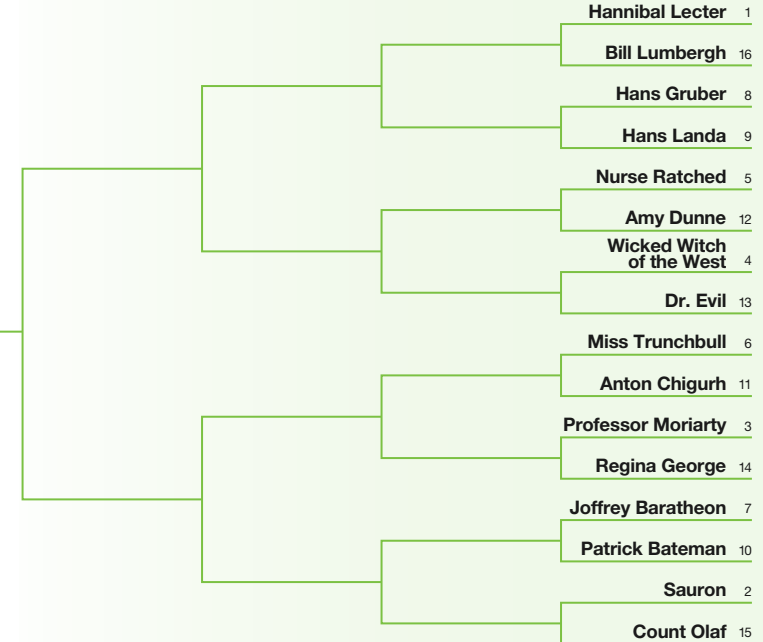 Hannibal Lecter 1
Bill Lumbergh 16
Hans Gruber 8
Hans Landa 9
Nurse Ratched 5
Amy Dunne 12
Wicked Witch
of the West 4
Dr. Evil 13
Miss Trunchbull 6
Anton Chigurh 11
Professor Moriarty 3
Regina George 14
Joffrey Baratheon 7
Patrick Bateman 10
Sauron 2
Count Olaf 15